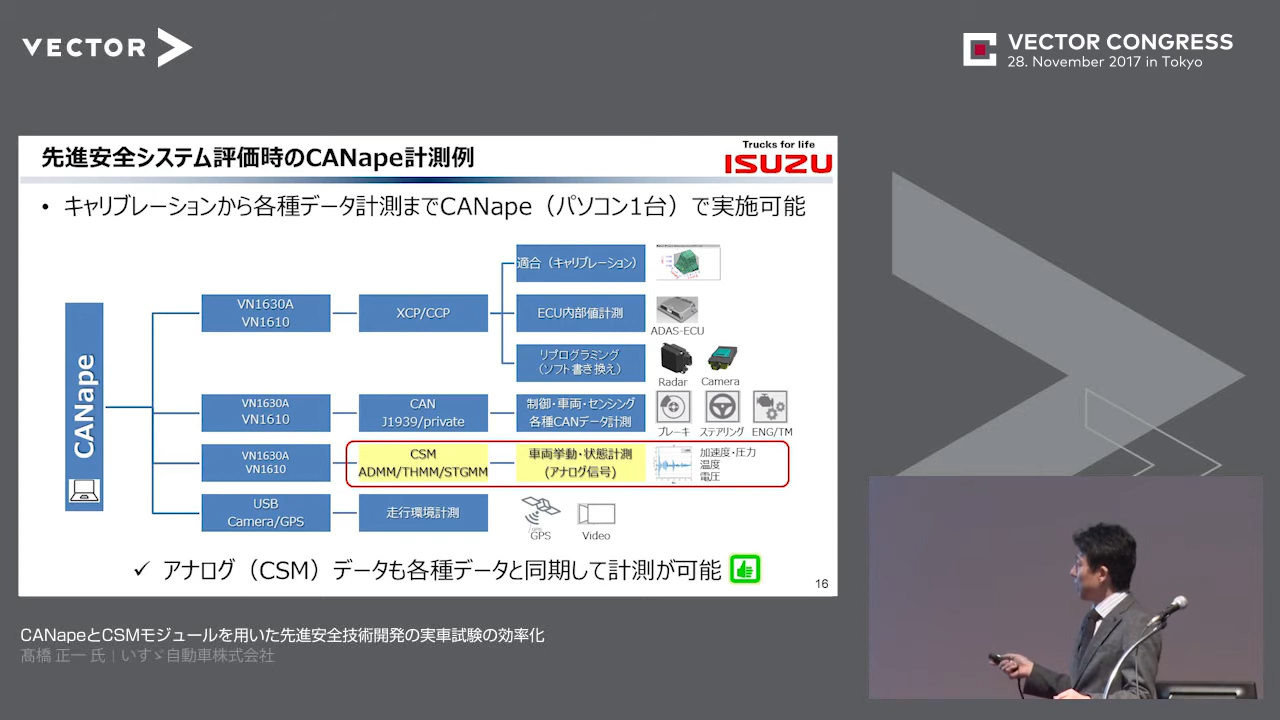 VECTOR
VECTOR CONGRESS
28. November 2017 in Tokyo
先進安全システム評価時のCANape計測例
Trucks for life
ISUZU
• キャリブレーションから各種データ計測までCANape（パソコン1台）で実施可能
CANape
VN1630A
VN1610
XCP/CCP
適合（キャリブレーション）
ECU内部値計測
ADAS-ECU
リプログラミング
（ソフト書き換え）
Radar
Camera
VN1630A
VN1610
CAN
J1939/private
制御・車両・センシング
各種CANデータ計測
ブレーキ
ステアリング
ENG/TM
VN1630A
VN1610
CSM
ADMM/THMM/STGMM
車両挙動・状態計測
(アナログ信号)
加速度・圧力
温度
電圧
USB
Camera/GPS
走行環境計測
GPS
Video
✓ アナログ（CSM）データも各種データと同期して計測が可能
16
CANapeとCSMモジュールを用いた先進安全技術開発の実車試験の効率化
髙橋 正一 氏 | いすゞ自動車株式会社